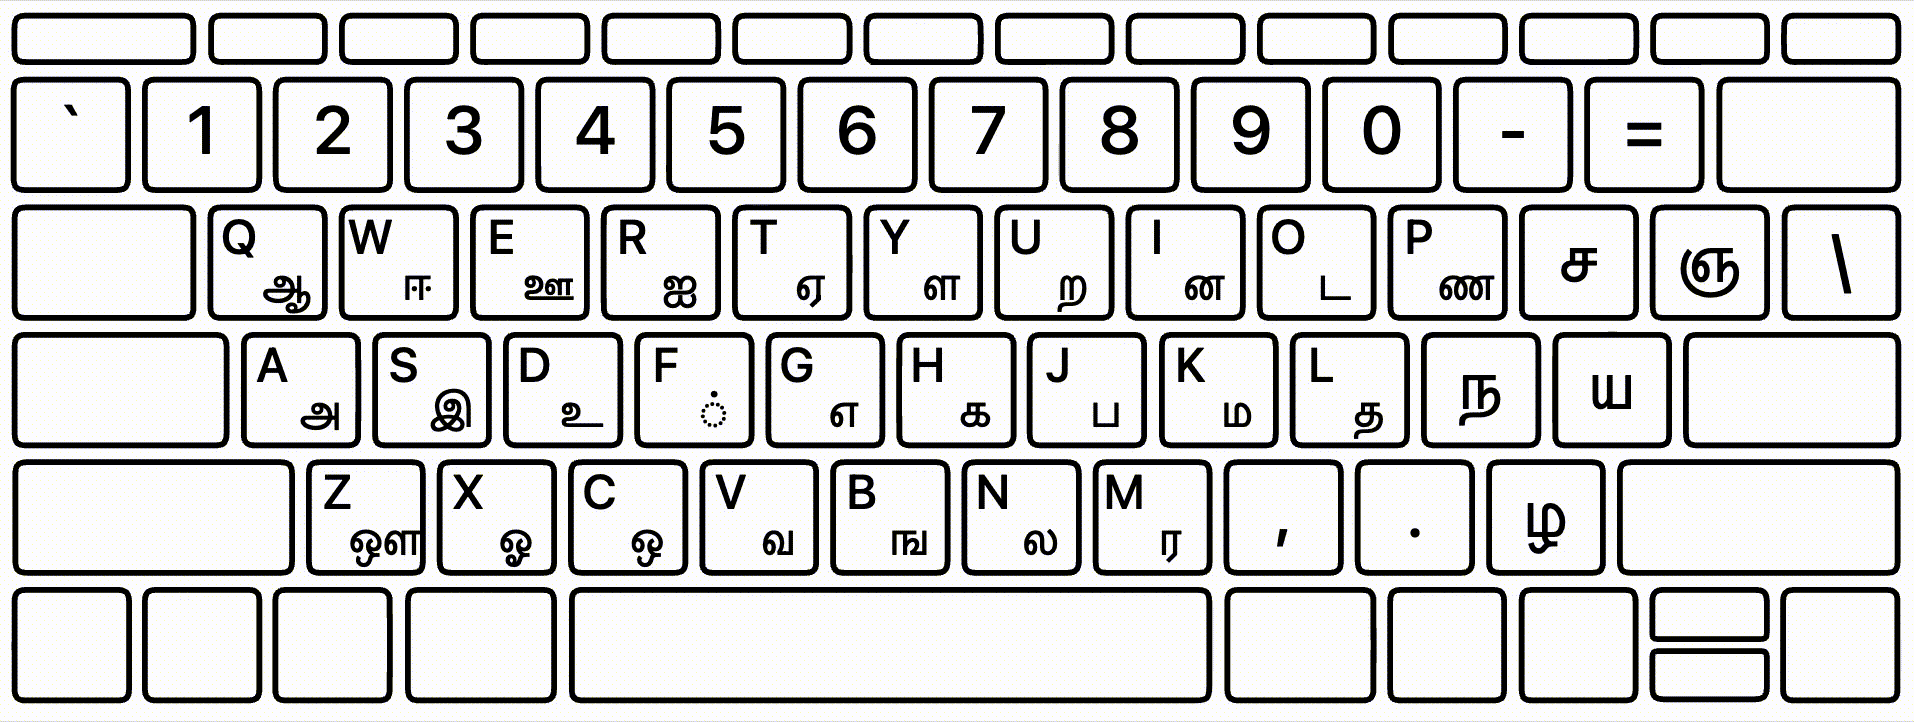 ` 1 2 3 4 5 6 7 8 9 0 - =
Q ஆ W ஈ E ஊ R ஐ T ஏ Y ள U ற I ன O ட P ண ச ஞ \
A அ S இ D உ F ் G எ H க J ப K ம L த ந ய
Z ஔ X ஓ C ஒ V வ B ங N ல M ர , . ழ